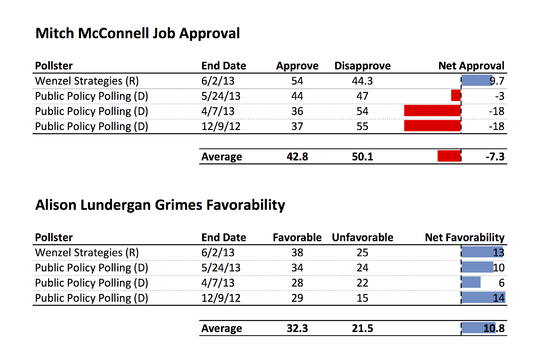 Mitch McConnell Job Approval
Pollster End Date Approve Disapprove Net Approval
Wenzel Strategies (R) 6/2/13 54 44.3 9.7
Public Policy Polling (D) 5/24/13 44 47 -3
Public Policy Polling (D) 4/7/13 36 54 -18
Public Policy Polling (D) 12/9/12 37 55 -18
Average 42.8 50.1 -7.3
Alison Lundergan Grimes Favorability
Pollster End Date Favorable Unfavorable Net Favorability
Wenzel Strategies (R) 6/2/13 38 25 13
Public Policy Polling (D) 5/24/13 34 24 10
Public Policy Polling (D) 4/7/13 28 22 6
Public Policy Polling (D) 12/9/12 29 15 14
Average 32.3 21.5 10.8